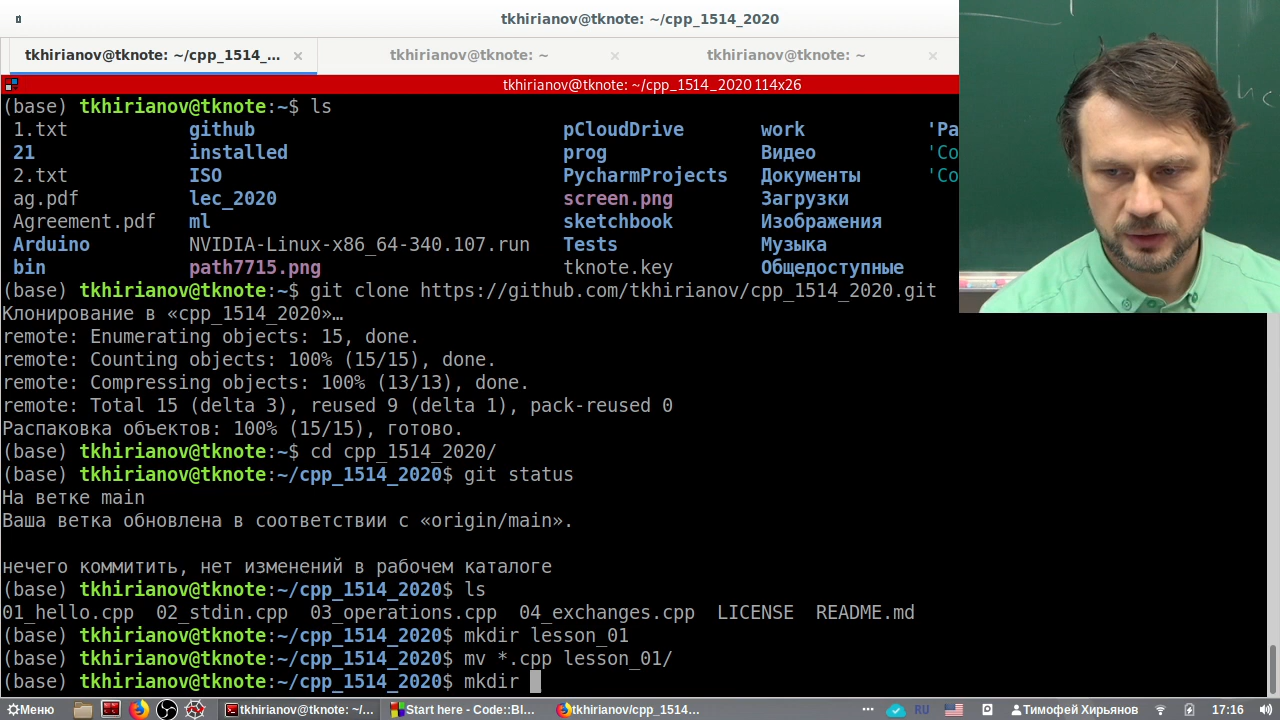 tkhirianov@tknote: ~/cpp_1514_2020
tkhirianov@tknote: ~/cpp_1514_... × tkhirianov@tknote: ~ × tkhirianov@tknote: ~ ×
tkhirianov@tknote: ~/cpp_1514_2020 114x26
(base) tkhirianov@tknote:~$ ls
1.txt github pCloudDrive work 'Pa
21 installed prog Видео 'Co
2.txt ISO PycharmProjects Документы 'Co
ag.pdf lec_2020 screen.png Загрузки
Agreement.pdf ml sketchbook Изображения
Arduino NVIDIA-Linux-x86_64-340.107.run Tests Музыка
bin path7715.png tknote.key Общедоступные
(base) tkhirianov@tknote:~$ git clone https://github.com/tkhirianov/cpp_1514_2020.git
Клонирование в «cpp_1514_2020»…
remote: Enumerating objects: 15, done.
remote: Counting objects: 100% (15/15), done.
remote: Compressing objects: 100% (13/13), done.
remote: Total 15 (delta 3), reused 9 (delta 1), pack-reused 0
Распаковка объектов: 100% (15/15), готово.
(base) tkhirianov@tknote:~$ cd cpp_1514_2020/
(base) tkhirianov@tknote:~/cpp_1514_2020$ git status
На ветке main
Ваша ветка обновлена в соответствии с «origin/main».
нечего коммитить, нет изменений в рабочем каталоге
(base) tkhirianov@tknote:~/cpp_1514_2020$ ls
01_hello.cpp 02_stdin.cpp 03_operations.cpp 04_exchanges.cpp LICENSE README.md
(base) tkhirianov@tknote:~/cpp_1514_2020$ mkdir lesson_01
(base) tkhirianov@tknote:~/cpp_1514_2020$ mv *.cpp lesson_01/
(base) tkhirianov@tknote:~/cpp_1514_2020$ mkdir
Меню tkhirianov@tknote: ~/... Start here - Code::Bl... tkhirianov/cpp_1514... RU Тимофей Хирьянов 17:16